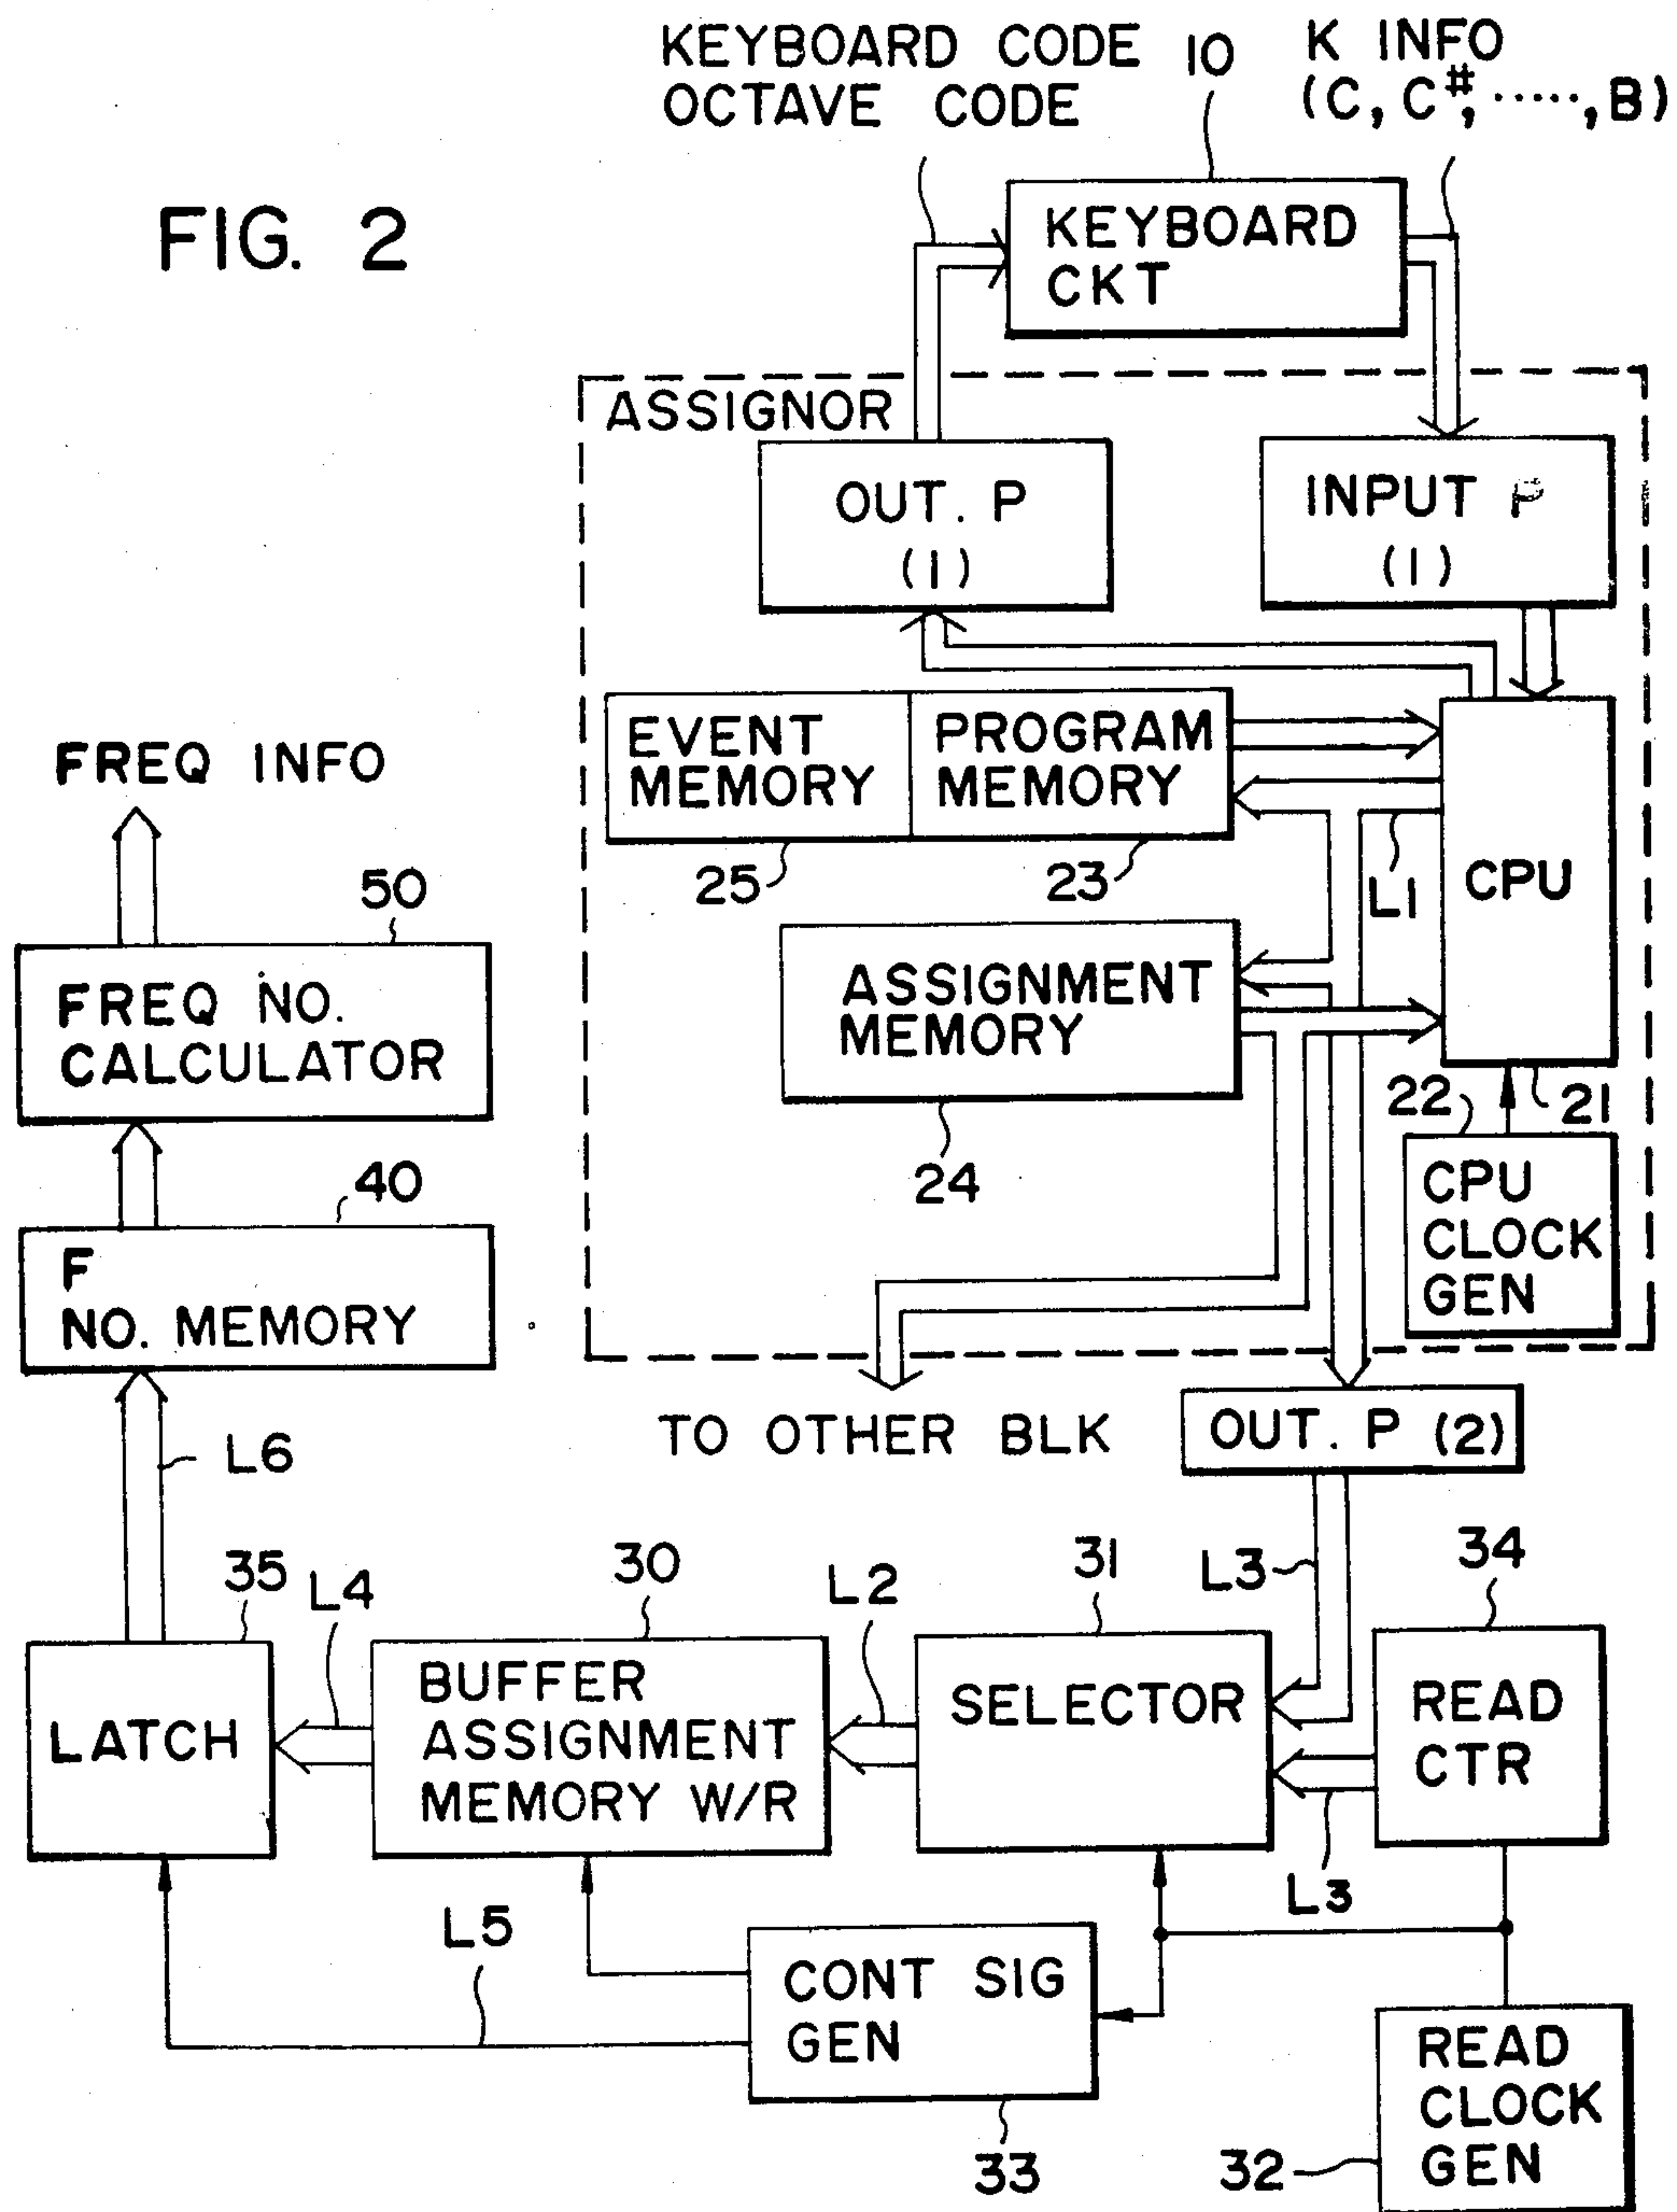 KEYBOARD CODE
OCTAVE CODE
10
K INFO
(C, C#, ·····, B)
FIG. 2
KEYBOARD
CKT
ASSIGNOR
OUT. P
(1)
INPUT P
(1)
EVENT
MEMORY
PROGRAM
MEMORY
25
23
L1
CPU
FREQ INFO
50
FREQ NO.
CALCULATOR
ASSIGNMENT
MEMORY
24
22
21
CPU
CLOCK
GEN
40
F
NO. MEMORY
TO OTHER BLK
OUT. P (2)
L6
L3
35
L4
30
L2
31
34
LATCH
BUFFER
ASSIGNMENT
MEMORY W/R
SELECTOR
READ
CTR
L3
L5
CONT SIG
GEN
33
READ
CLOCK
GEN
32